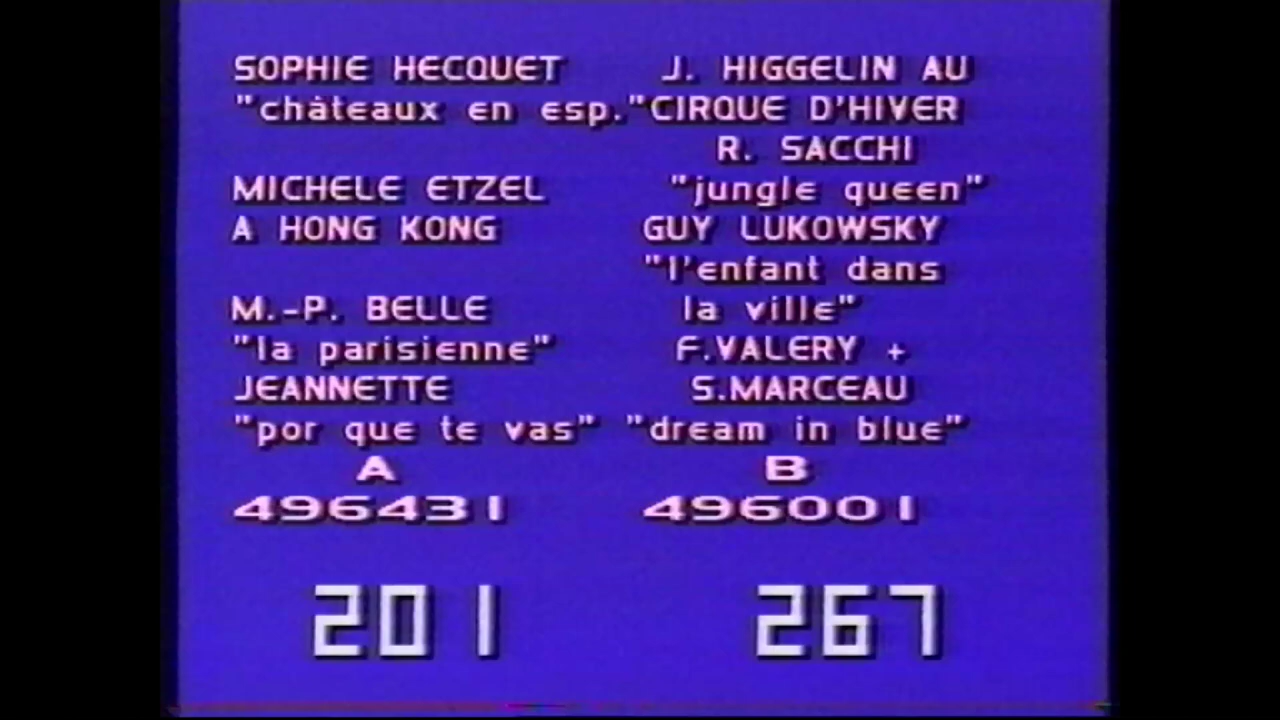 SOPHIE HECQUET
"châteaux en esp."
MICHELE ETZEL
A HONG KONG
M.-P. BELLE
"la parisienne"
JEANNETTE
"por que te vas"
A
496431
201
J. HIGGELIN AU
CIRQUE D'HIVER
R. SACCHI
"jungle queen"
GUY LUKOWSKY
"l'enfant dans
la ville"
F.VALERY +
S.MARCEAU
"dream in blue"
B
496001
267